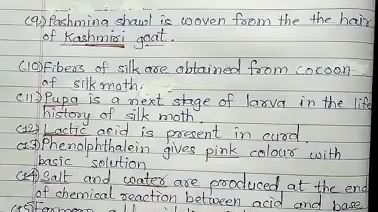 (9) Pashmina shawl is woven from the the hair
of Kashmiri goat.
(10) Fibers of silk are obtained from cocoon
of silk moth.
(11) Pupa is a next stage of larva in the life
history of silk moth.
(12) Lactic acid is present in curd
(13) Phenolphthalein gives pink colour with
basic solution
(14) Salt and water are produced at the end
of chemical reaction between acid and base
(15)